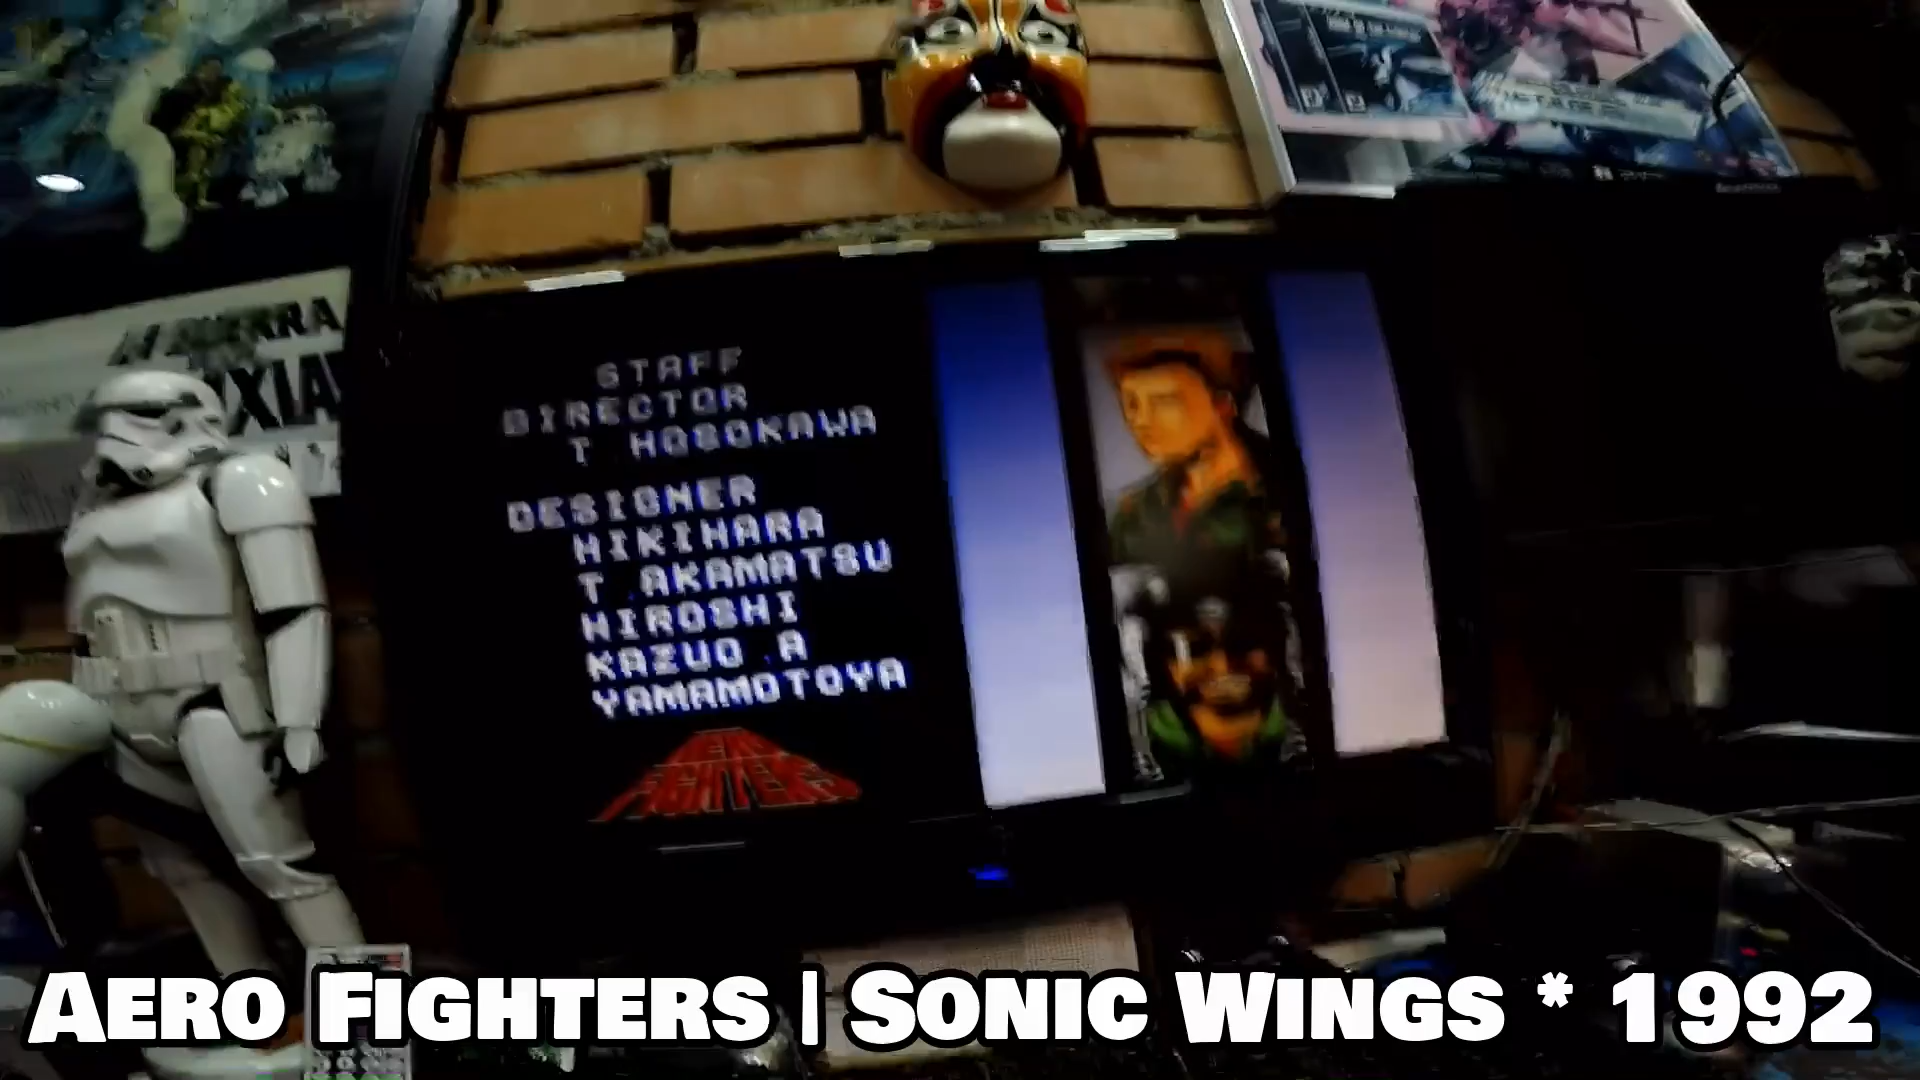 STAFF
DIRECTOR
T HOSOKAWA
DESIGNER
HIKIHARA
T AKAMATSU
HIROSHI
KAZUO A
YAMAMOTOYA
AERO
FIGHTERS
AERO FIGHTERS | SONIC WINGS * 1992